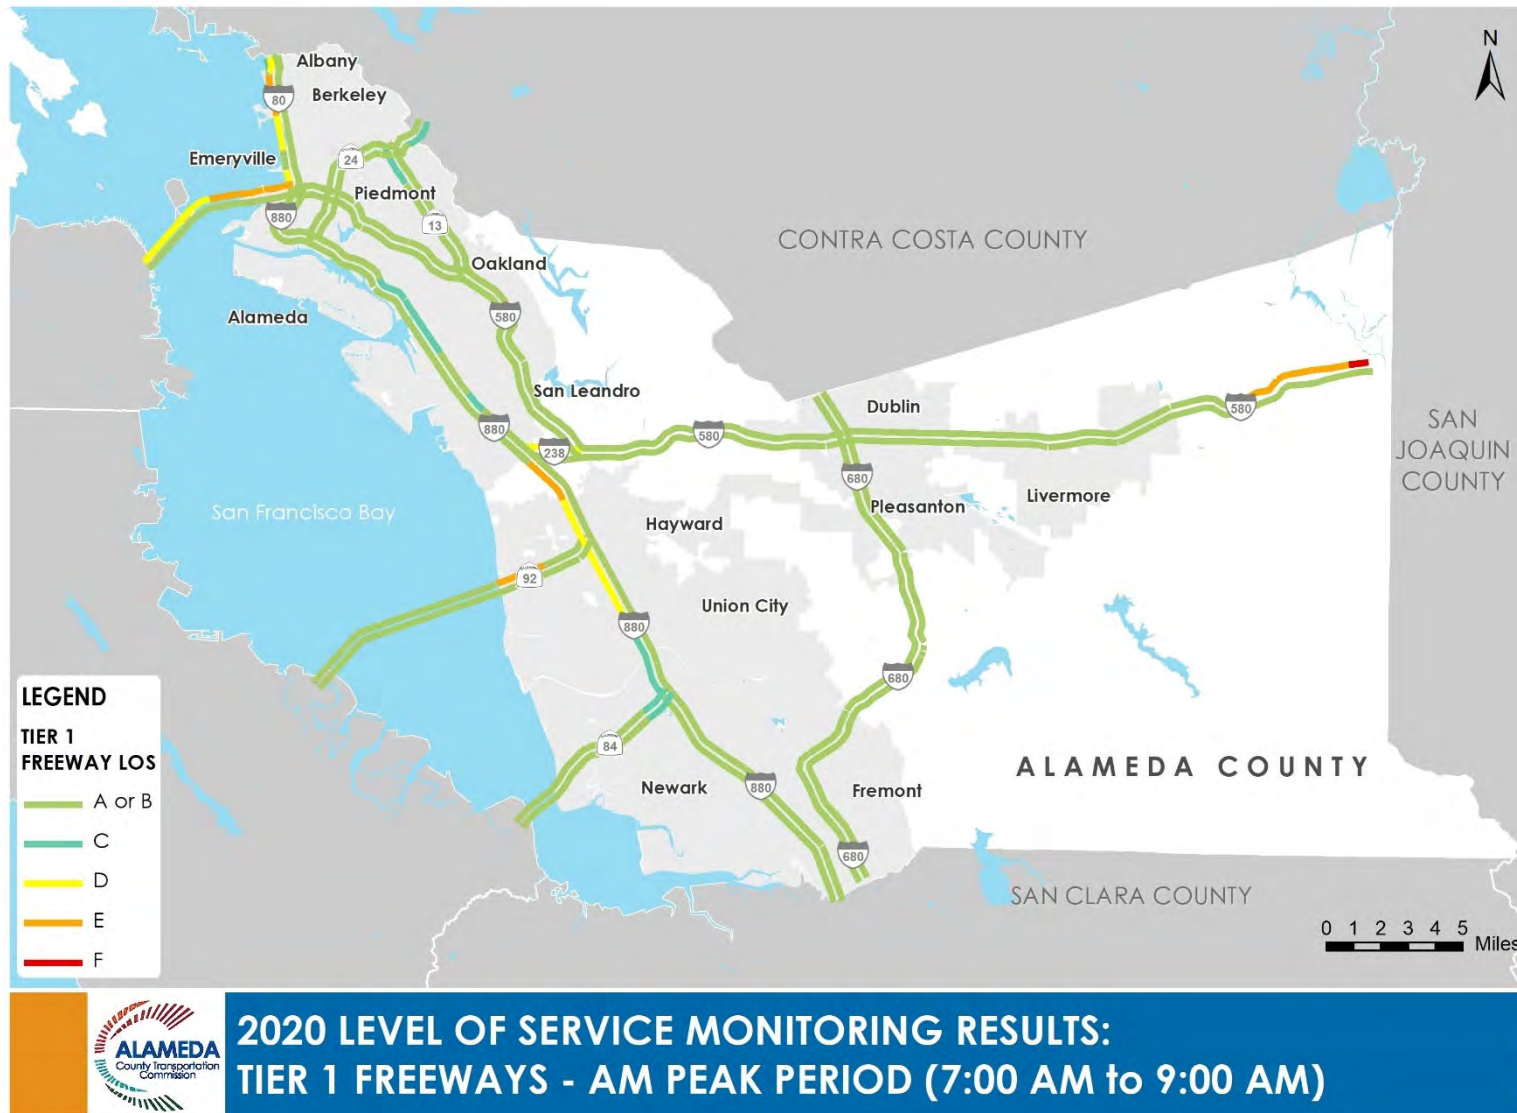 N
Albany
Berkeley
80
Emeryville
24
Piedmont
880
13
CONTRA COSTA COUNTY
Oakland
Alameda
580
San Leandro
Dublin
580
SAN
JOAQUIN
COUNTY
880
580
238
680
Livermore
Pleasanton
San Francisco Bay
Hayward
92
Union City
880
680
LEGEND
TIER 1
FREEWAY LOS
A or B
C
D
E
F
84
ALAMEDA COUNTY
Newark
880
Fremont
680
SAN CLARA COUNTY
0 1 2 3 4 5
Miles
ALAMEDA
County Transportation
Commission
2020 LEVEL OF SERVICE MONITORING RESULTS:
TIER 1 FREEWAYS - AM PEAK PERIOD (7:00 AM to 9:00 AM)